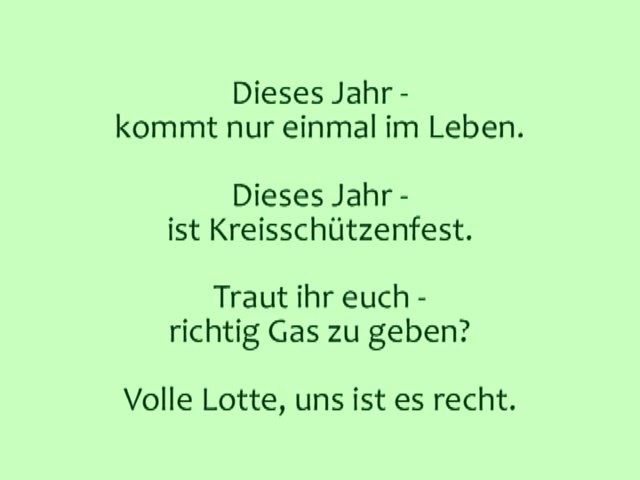 Dieses Jahr -
kommt nur einmal im Leben.
Dieses Jahr -
ist Kreisschützenfest.
Traut ihr euch -
richtig Gas zu geben?
Volle Lotte, uns ist es recht.